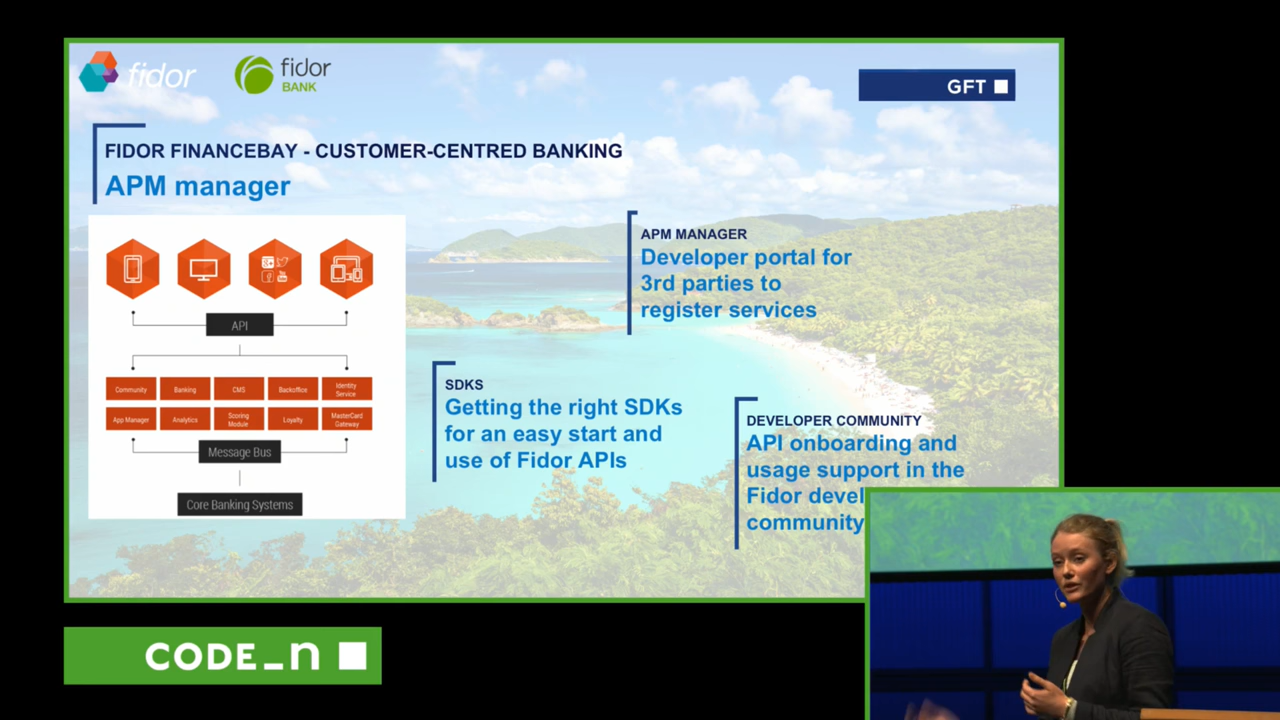 fidor
fidor
BANK
GFT
FIDOR FINANCEBAY - CUSTOMER-CENTRED BANKING
APM manager
API
Community
Banking
CMS
Backoffice
Identity
Service
App Manager
Analytics
Scoring
Module
Loyalty
MasterCard
Gateway
Message Bus
Core Banking Systems
APM MANAGER
Developer portal for
3rd parties to
register services
SDKS
Getting the right SDKs
for an easy start and
use of Fidor APIs
DEVELOPER COMMUNITY
API onboarding and
usage support in the
Fidor devel
community
CODE_n